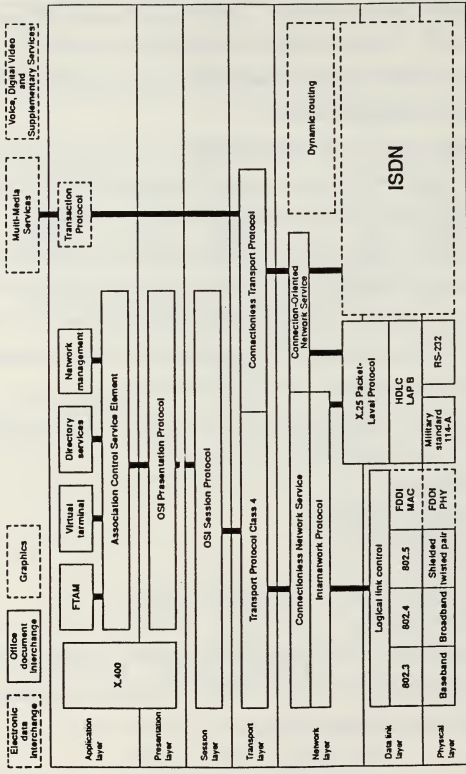 Electronic
data
Interchange
Office
document
Interchange
Graphics
Multi-Media
Services
Voice, Digital Video
and
Supplementary Services
Application
layer
X.400
FTAM
Virtual
terminal
Directory
services
Network
management
Transaction
Protocol
Association Control Service Element
Presentation
layer
OSI Presentation Protocol
Session
layer
OSI Session Protocol
Transport
layer
Transport Protocol Class 4
Connectionless Transport Protocol
Network
layer
Connectionless Network Service
Internatwork Protocol
Connection-Oriented
Network Service
Dynamic routing
X.25 Packet-
Laval Protocol
ISDN
Data link
layer
Logical link control
802.3
802.4
802.5
FDDI
MAC
HDLC
LAP B
Physical
layer
Baseband
Broadband
Shielded
twisted pair
FDDI
PHY
Military
standard
114-A
RS-232